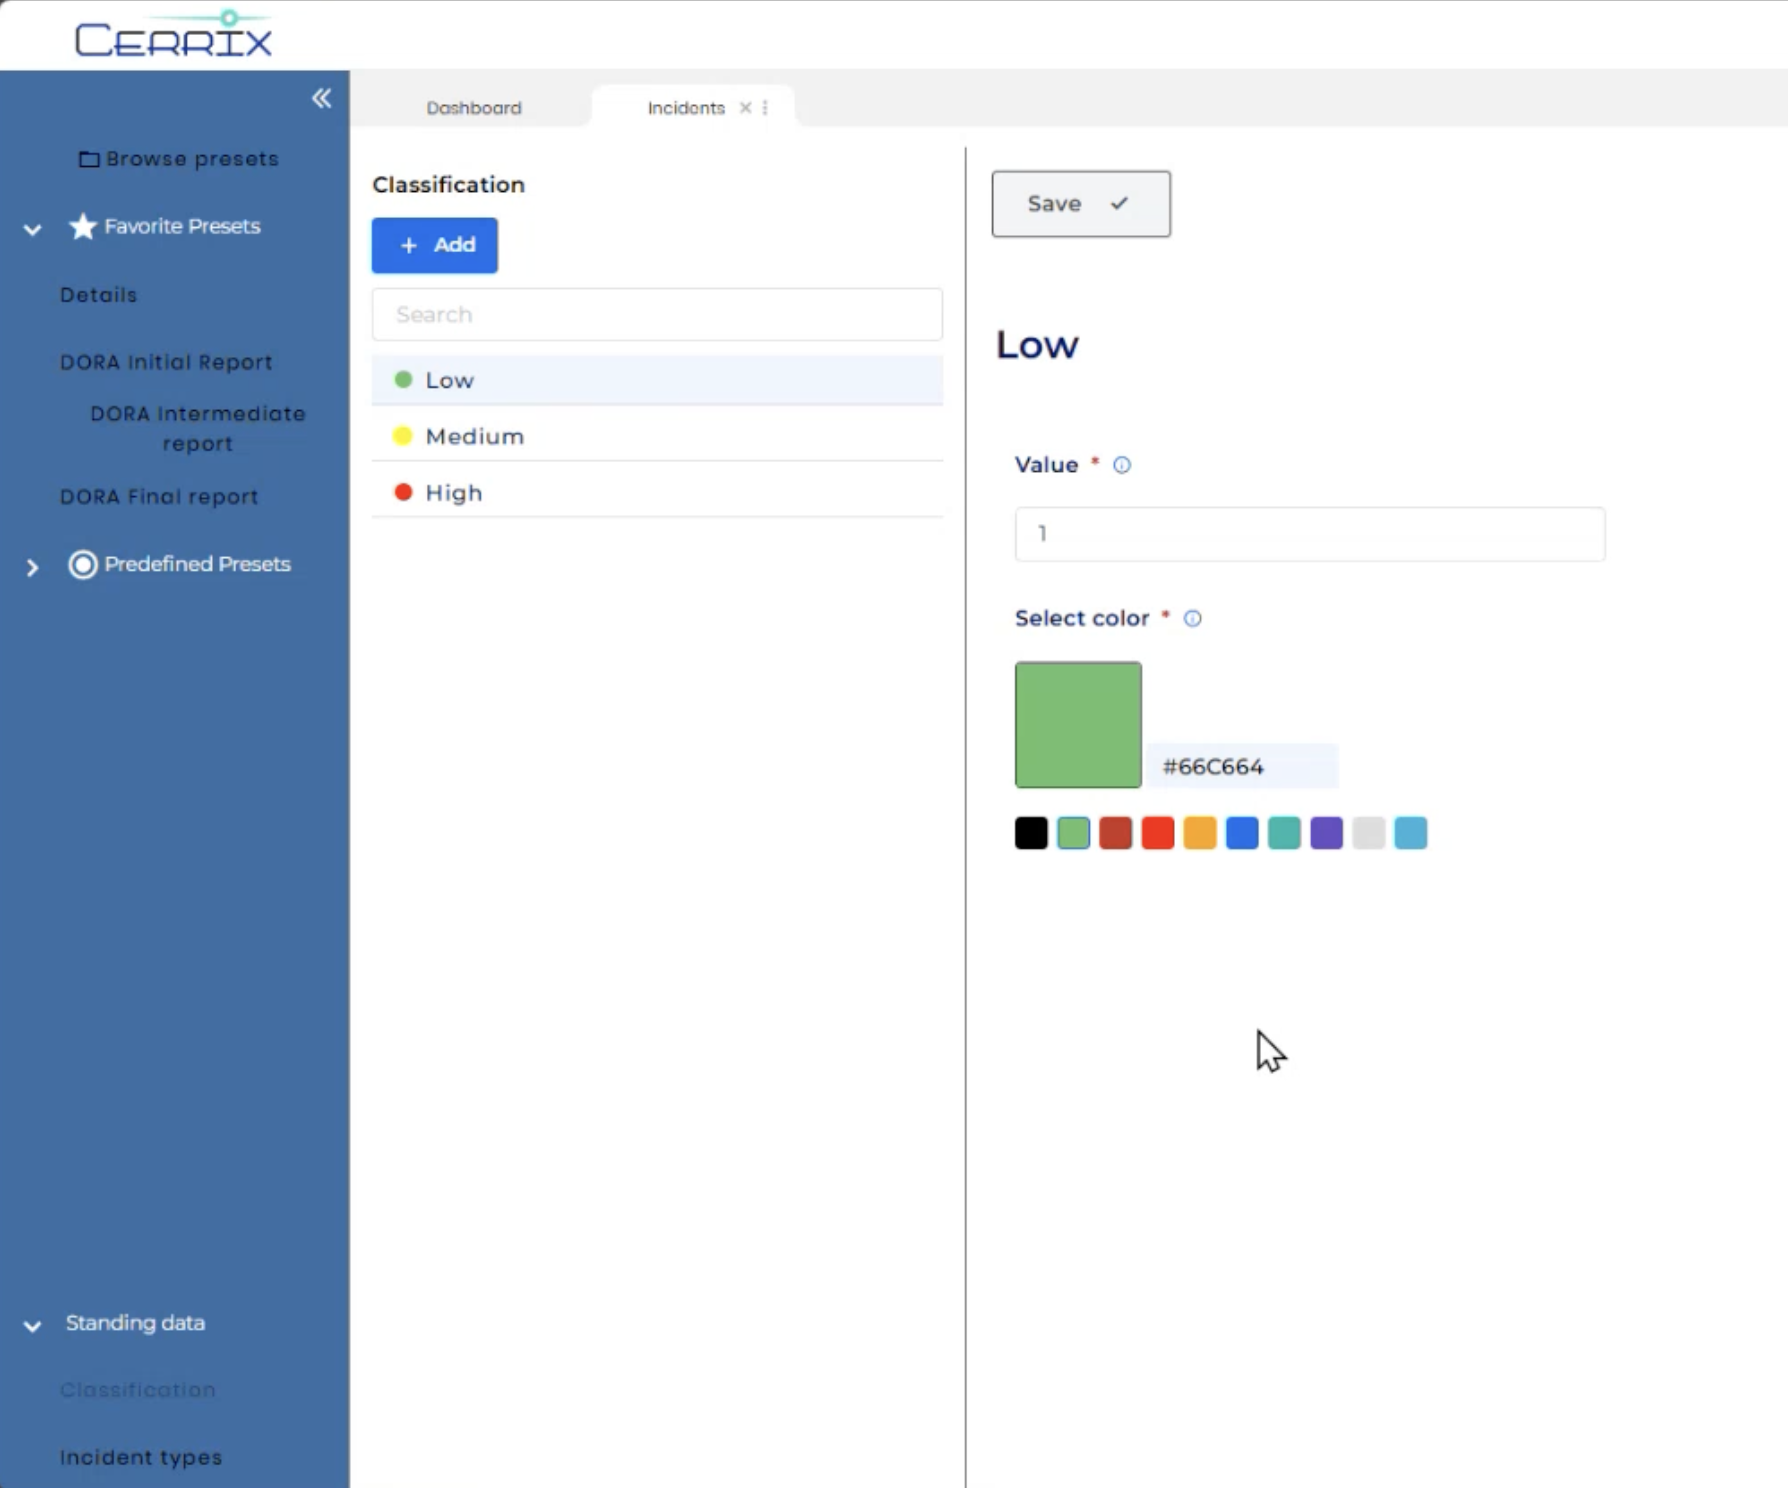 CERRIX
Dashboard
Incidents
Browse presets
Favorite Presets
Details
DORA Initial Report
DORA Intermediate
report
DORA Final report
Predefined Presets
Standing data
Classification
Incident types
Classification
+ Add
Search
Low
Medium
High
Save
Low
Value *
1
Select color *
#66C664